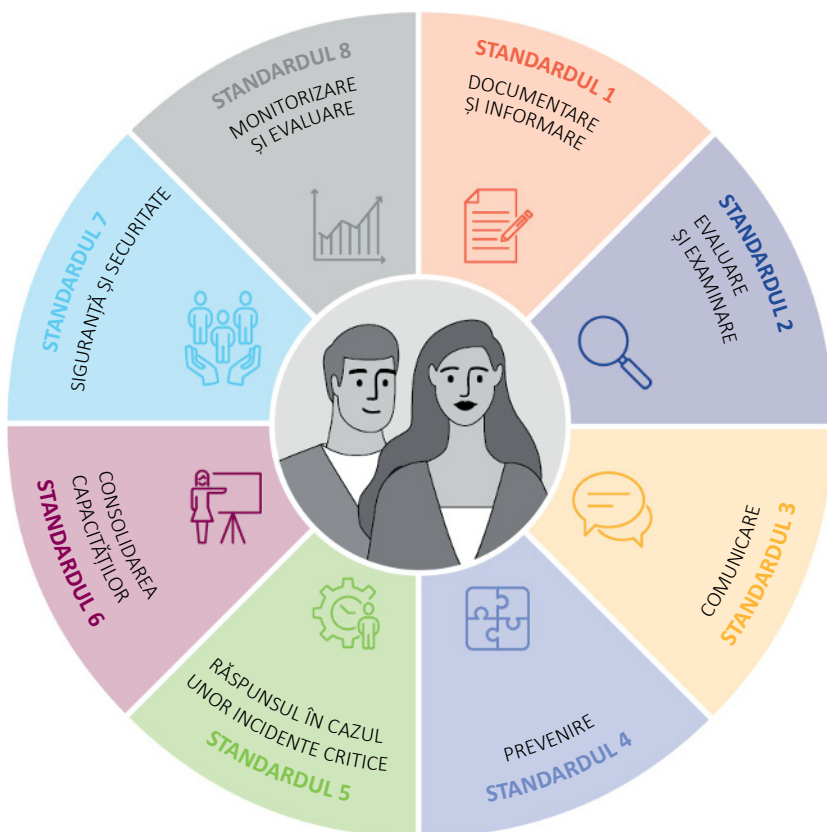 STANDARDUL 1
DOCUMENTARE
ȘI INFORMARE
STANDARDUL 2
EVALUARE
ȘI EXAMINARE
COMUNICARE
STANDARDUL 3
PREVENIRE
STANDARDUL 4
RĂSPUNSUL ÎN CAZUL
UNOR INCIDENTE CRITICE
STANDARDUL 5
CONSOLIDAREA
CAPACITĂȚILOR
STANDARDUL 6
STANDARDUL 7
SIGURANȚĂ ȘI SECURITATE
STANDARDUL 8
MONITORIZARE
ȘI EVALUARE